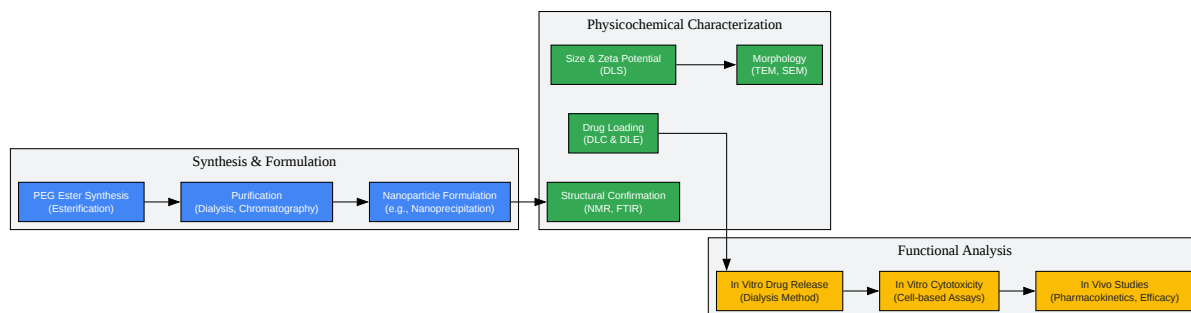 Physicochemical Characterization
Size & Zeta Potential
(DLS)
Morphology
(TEM, SEM)
Drug Loading
(DLC & DLE)
Structural Confirmation
(NMR, FTIR)
Synthesis & Formulation
PEG Ester Synthesis
(Esterification)
Purification
(Dialysis, Chromatography)
Nanoparticle Formulation
(e.g., Nanoprecipitation)
Functional Analysis
In Vitro Drug Release
(Dialysis Method)
In Vitro Cytotoxicity
(Cell-based Assays)
In Vivo Studies
(Pharmacokinetics, Efficacy)